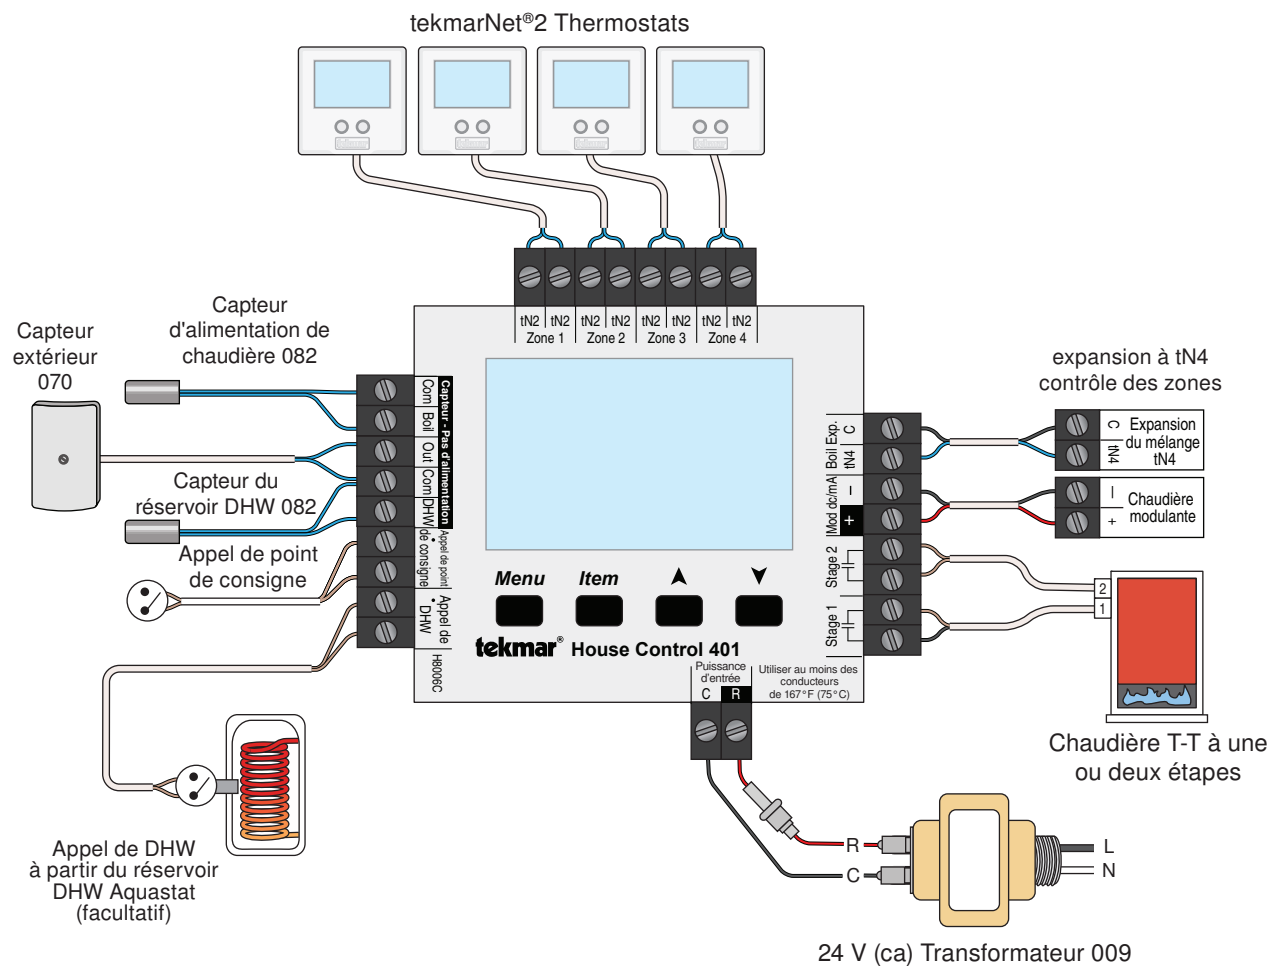 tekmarNet®2 Thermostats
tekmar
tekmar
tekmar
tekmar
tN2 tN2 tN2 tN2 tN2 tN2 tN2 tN2
Zone 1 Zone 2 Zone 3 Zone 4
Capteur
d'alimentation de
chaudière 082
Capteur
extérieur
070
Capteur du
réservoir DHW 082
Appel de point
de consigne
Capteur - Pas d'alimentation
Com
Boil
Out
Com
DHW
Appel de point
de consigne
Appel de
DHW
H8006C
Menu Item
tekmar® House Control 401
Boil Exp.
C
tN4
Mod dc/mA
–
+
Stage 2
Stage 1
expansion à tN4
contrôle des zones
C
tN4
Expansion
du mélange
tN4
–
+
Chaudière
modulante
2
1
Chaudière T-T à une
ou deux étapes
Puissance
d'entrée
C R
Utiliser au moins des
conducteurs
de 167°F (75°C)
R
C
L
N
24 V (ca) Transformateur 009
Appel de DHW
à partir du réservoir
DHW Aquastat
(facultatif)